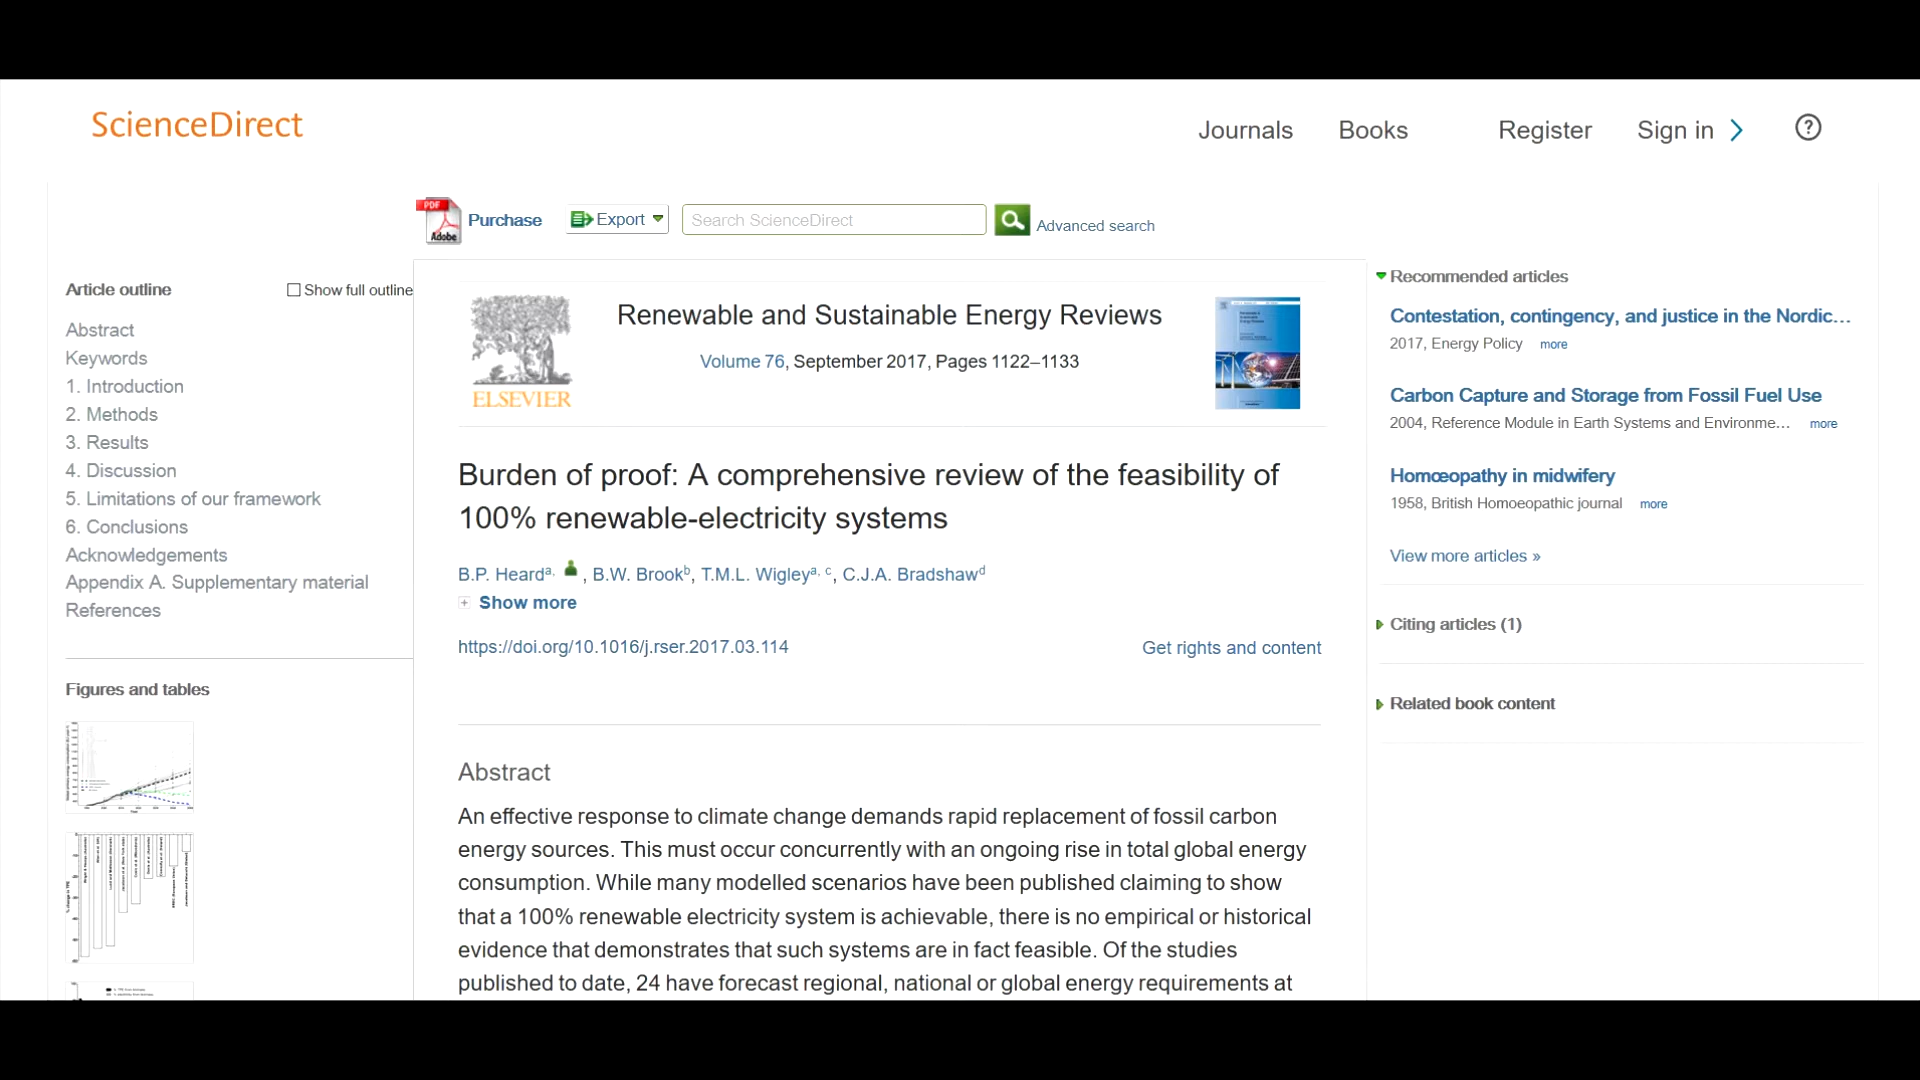 ScienceDirect
Journals
Books
Register
Sign in
?
PDF
Adobe
Purchase
Export
Search ScienceDirect
Advanced search
Article outline
Show full outline
Abstract
Keywords
1. Introduction
2. Methods
3. Results
4. Discussion
5. Limitations of our framework
6. Conclusions
Acknowledgements
Appendix A. Supplementary material
References
Figures and tables
ELSEVIER
Renewable and Sustainable Energy Reviews
Volume 76, September 2017, Pages 1122–1133
Burden of proof: A comprehensive review of the feasibility of
100% renewable-electricity systems
B.P. Heardª, , B.W. Brookᵇ, T.M.L. Wigleyª, ᶜ, C.J.A. Bradshawᵈ
+ Show more
https://doi.org/10.1016/j.rser.2017.03.114
Get rights and content
Abstract
An effective response to climate change demands rapid replacement of fossil carbon
energy sources. This must occur concurrently with an ongoing rise in total global energy
consumption. While many modelled scenarios have been published claiming to show
that a 100% renewable electricity system is achievable, there is no empirical or historical
evidence that demonstrates that such systems are in fact feasible. Of the studies
published to date, 24 have forecast regional, national or global energy requirements at
Recommended articles
Contestation, contingency, and justice in the Nordic…
2017, Energy Policy more
Carbon Capture and Storage from Fossil Fuel Use
2004, Reference Module in Earth Systems and Environme… more
Homœopathy in midwifery
1958, British Homoeopathic journal more
View more articles »
Citing articles (1)
Related book content